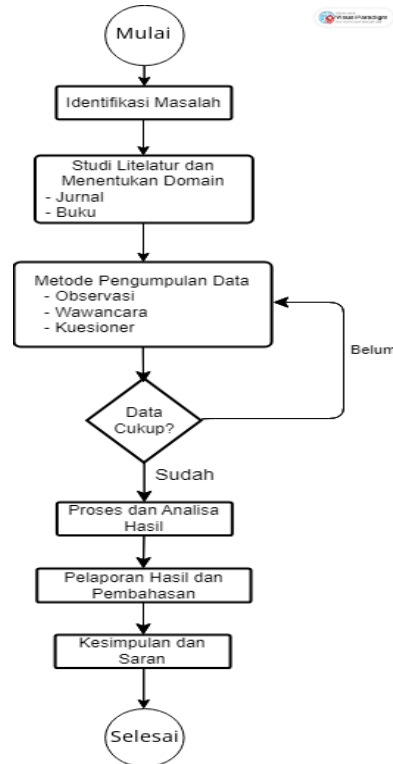 Visual Paradigm
Mulai
Identifikasi Masalah
Studi Litelatur dan
Menentukan Domain
- Jurnal
- Buku
Metode Pengumpulan Data
- Observasi
- Wawancara
- Kuesioner
Belum
Data
Cukup?
Sudah
Proses dan Analisa
Hasil
Pelaporan Hasil dan
Pembahasan
Kesimpulan dan
Saran
Selesai